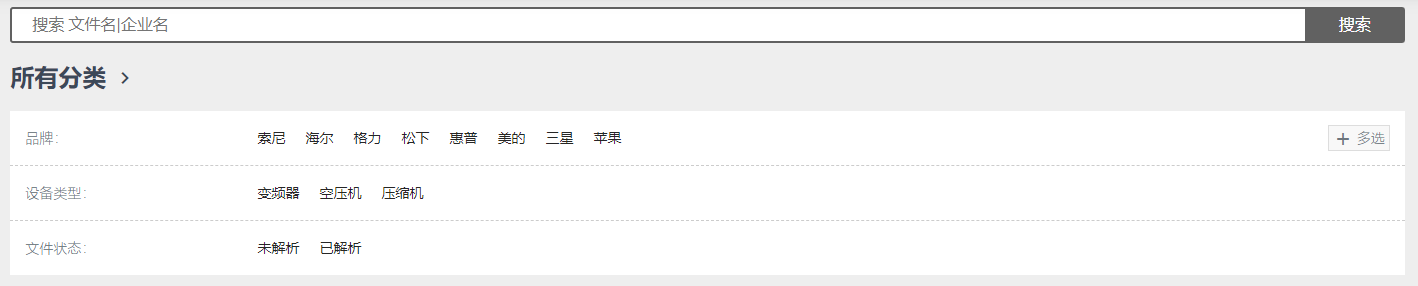 搜索 文件名|企业名 搜索
所有分类 >
品牌: 索尼 海尔 格力 松下 惠普 美的 三星 苹果 + 多选
设备类型: 变频器 空压机 压缩机
文件状态: 未解析 已解析